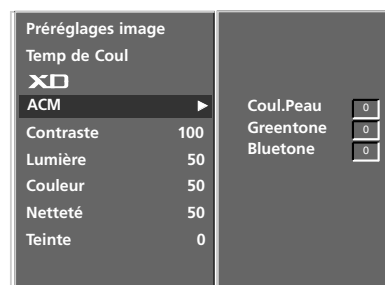 Préréglages image
Temp de Coul
XD
ACM ►
Contraste 100
Lumière 50
Couleur 50
Netteté 50
Teinte 0
Coul.Peau 0
Greentone 0
Bluetone 0